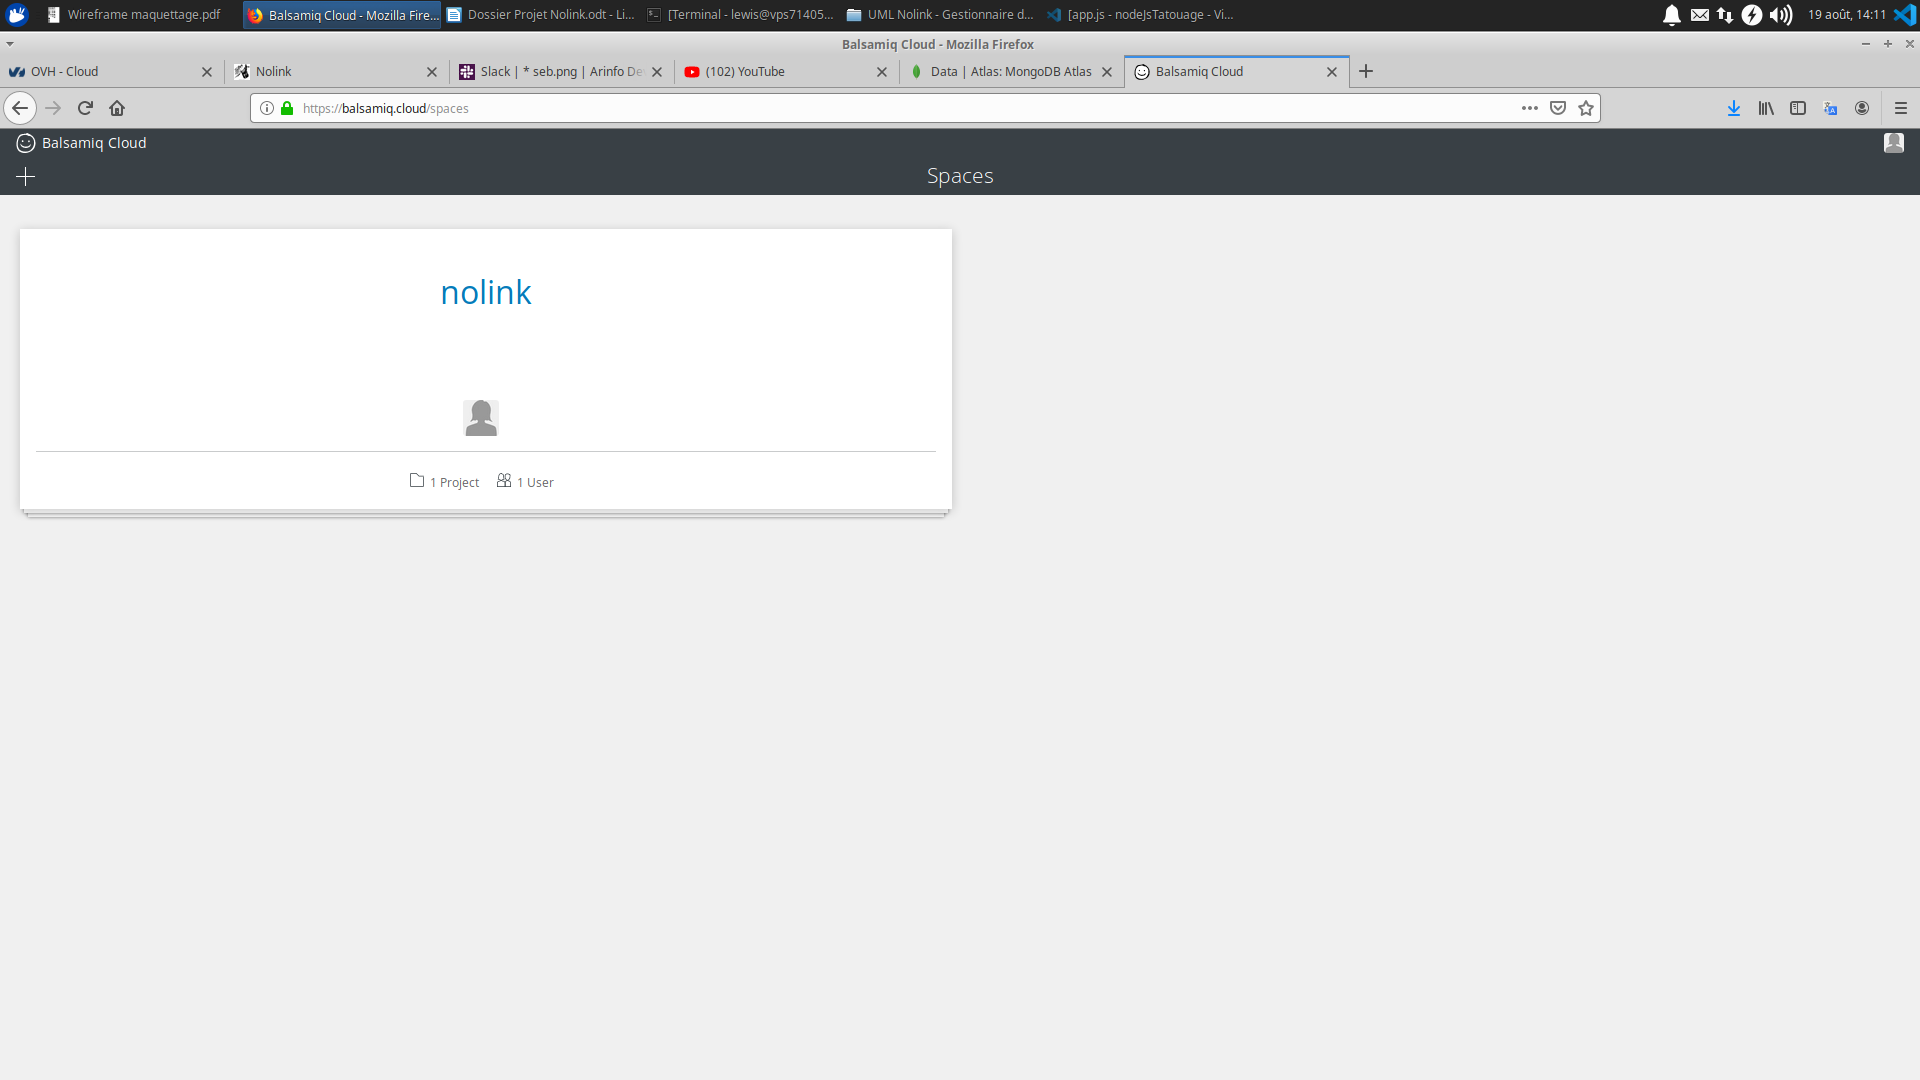 Wireframe maquettage.pdf
Balsamiq Cloud - Mozilla Fire...
Dossier Projet Nolink.odt - Li...
[Terminal - lewis@vps71405...
UML Nolink - Gestionnaire d...
[app.js - nodeJsTatouage - Vi...
19 août, 14:11
Balsamiq Cloud - Mozilla Firefox
OVH - Cloud
Nolink
Slack | * seb.png | Arinfo De
(102) YouTube
Data | Atlas: MongoDB Atlas
Balsamiq Cloud
https://balsamiq.cloud/spaces
Balsamiq Cloud
Spaces
nolink
1 Project
1 User